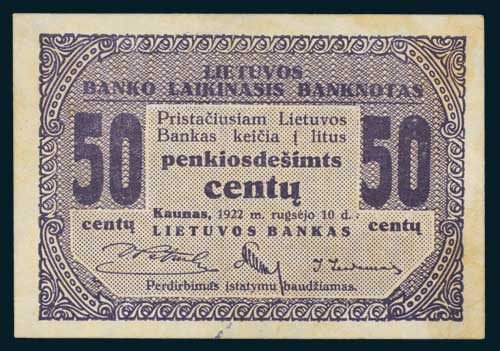 LIETUVOS
BANKO LAIKINASIS BANKNOTAS
50
Pristačiusiam Lietuvos
Bankas keičia į litus
penkiosdešimts
centų
50
centų
centų
Kaunas, 1922 m. rugsėjo 10 d.
LIETUVOS BANKAS
Perdirbimas įstatymu baudžiamas.